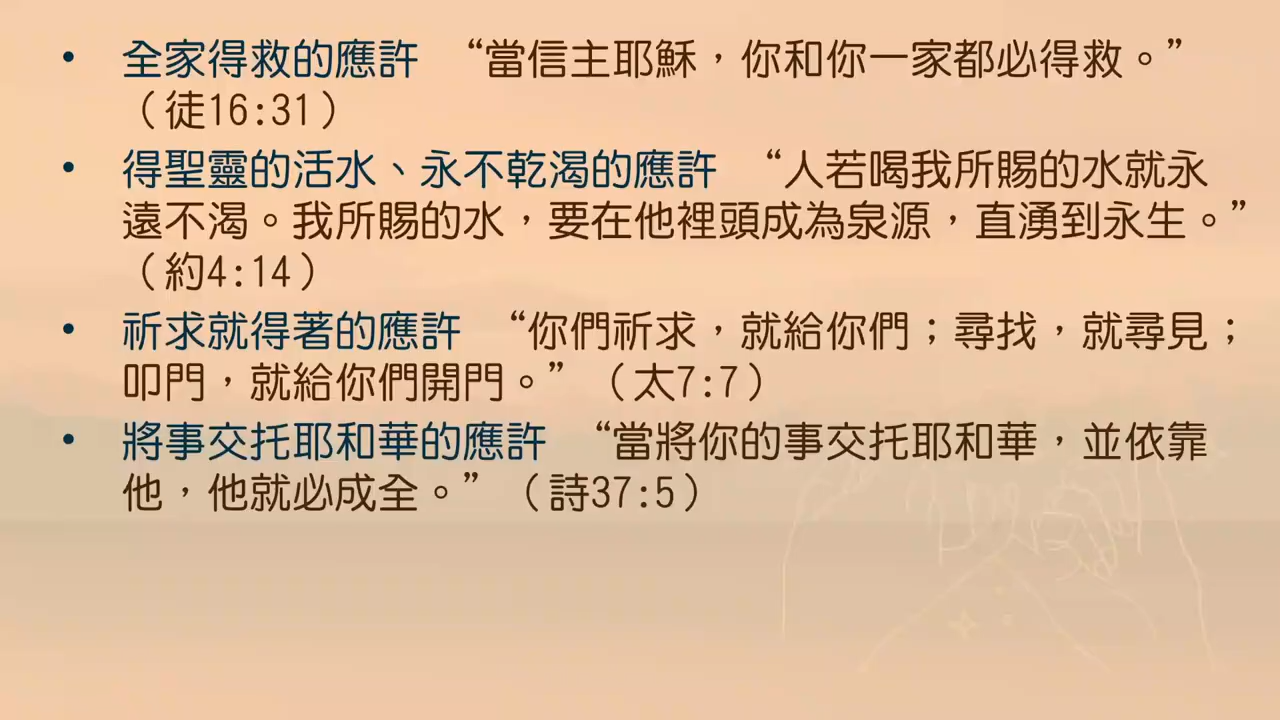 • 全家得救的應許 “當信主耶穌，你和你一家都必得救。”
（徒16:31）
• 得聖靈的活水、永不乾渴的應許 “人若喝我所賜的水就永
遠不渴。我所賜的水，要在他裡頭成為泉源，直湧到永生。”
（約4:14）
• 祈求就得著的應許 “你們祈求，就給你們；尋找，就尋見；
叩門，就給你們開門。”（太7:7）
• 將事交托耶和華的應許 “當將你的事交托耶和華，並依靠
他，他就必成全。”（詩37:5）